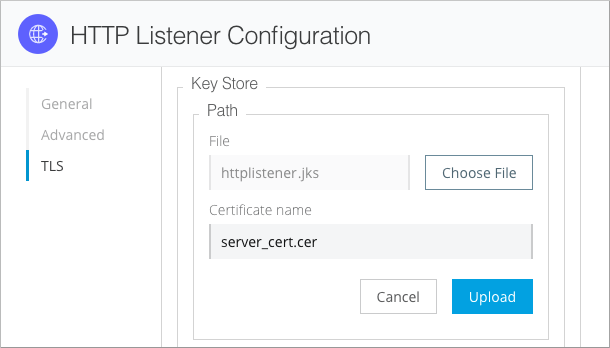 HTTP Listener Configuration
General
Advanced
TLS
Key Store
Path
File
httplistener.jks
Choose File
Certificate name
server_cert.cer
Cancel
Upload